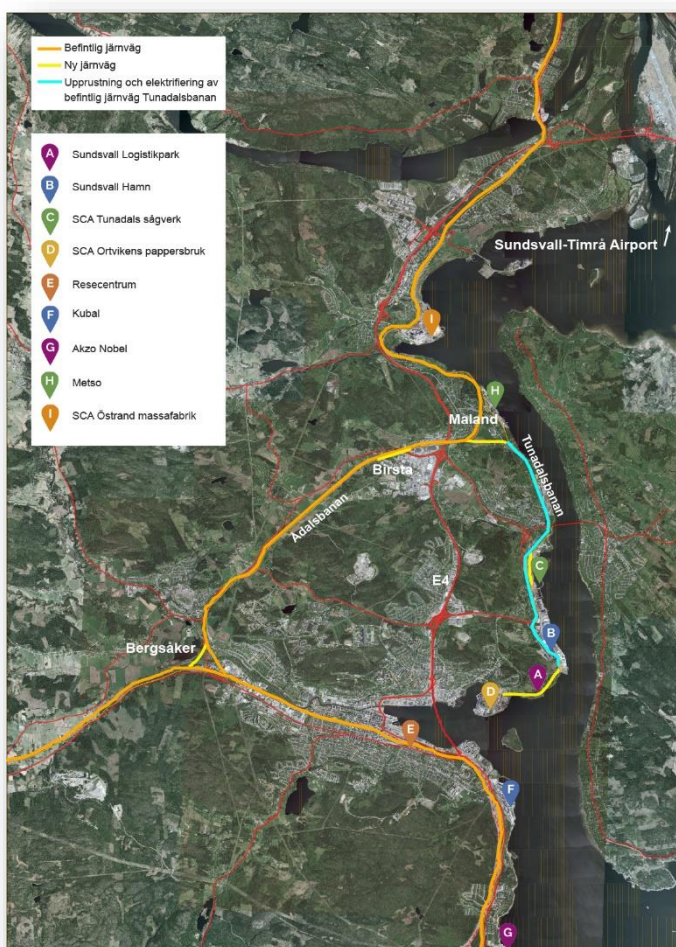 Befintlig järnväg
Ny järnväg
Upprustning och elektrifiering av
befintlig järnväg Tunadalsbanan
A Sundsvall Logistikpark
B Sundsvall Hamn
C SCA Tunadals sågverk
D SCA Ortvikens pappersbruk
E Resecentrum
F Kubal
G Akzo Nobel
H Metso
I SCA Östrand massafabrik
Sundsvall-Timrå Airport
I
H
Maland
Tunadalsbanan
Birsta
Ådalsbanan
C
E4
B
Bergsåker
A
D
E
F
G